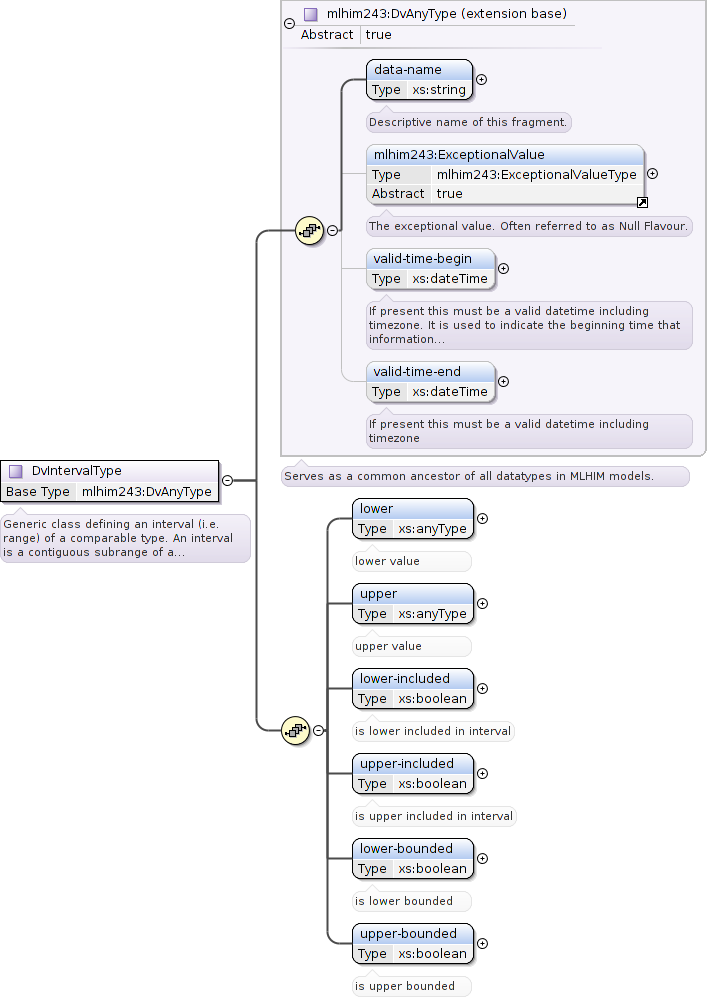 mlhim243:DvAnyType (extension base)
Abstract true
data-name
Type xs:string
Descriptive name of this fragment.
mlhim243:ExceptionalValue
Type mlhim243:ExceptionalValueType
Abstract true
The exceptional value. Often referred to as Null Flavour.
valid-time-begin
Type xs:dateTime
If present this must be a valid datetime including
timezone. It is used to indicate the beginning time that
information...
valid-time-end
Type xs:dateTime
If present this must be a valid datetime including
timezone
Serves as a common ancestor of all datatypes in MLHIM models.
DvIntervalType
Base Type mlhim243:DvAnyType
Generic class defining an interval (i.e.
range) of a comparable type. An interval
is a contiguous subrange of a...
lower
Type xs:anyType
lower value
upper
Type xs:anyType
upper value
lower-included
Type xs:boolean
is lower included in interval
upper-included
Type xs:boolean
is upper included in interval
lower-bounded
Type xs:boolean
is lower bounded
upper-bounded
Type xs:boolean
is upper bounded